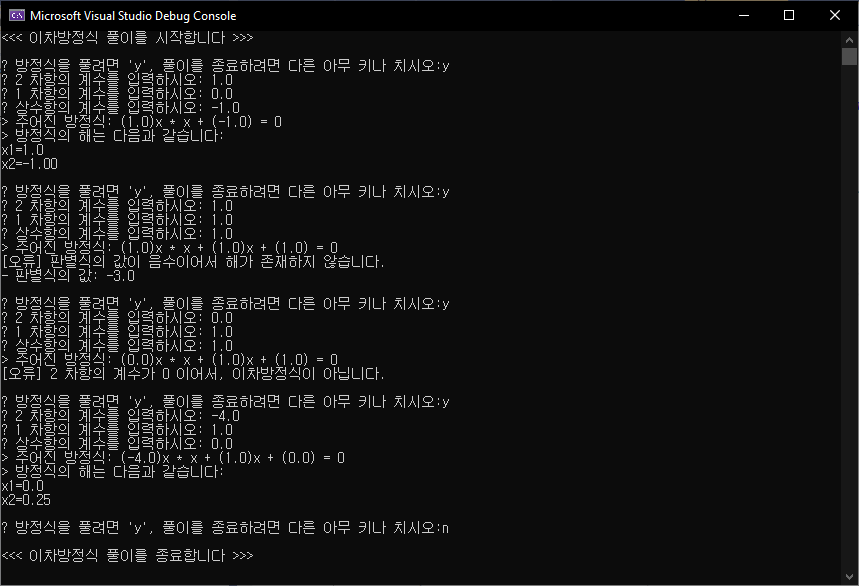 Microsoft Visual Studio Debug Console
<<< 이차방정식 풀이를 시작합니다 >>>
? 방정식을 풀려면 'y', 풀이를 종료하려면 다른 아무 키나 치시오:y
? 2 차항의 계수를 입력하시오: 1.0
? 1 차항의 계수를 입력하시오: 0.0
? 상수항의 계수를 입력하시오: -1.0
> 주어진 방정식: (1.0)x * x + (-1.0) = 0
> 방정식의 해는 다음과 같습니다:
x1=1.0
x2=-1.00
? 방정식을 풀려면 'y', 풀이를 종료하려면 다른 아무 키나 치시오:y
? 2 차항의 계수를 입력하시오: 1.0
? 1 차항의 계수를 입력하시오: 1.0
? 상수항의 계수를 입력하시오: 1.0
> 주어진 방정식: (1.0)x * x + (1.0)x + (1.0) = 0
[오류] 판별식의 값이 음수이어서 해가 존재하지 않습니다.
- 판별식의 값: -3.0
? 방정식을 풀려면 'y', 풀이를 종료하려면 다른 아무 키나 치시오:y
? 2 차항의 계수를 입력하시오: 0.0
? 1 차항의 계수를 입력하시오: 1.0
? 상수항의 계수를 입력하시오: 1.0
> 주어진 방정식: (0.0)x * x + (1.0)x + (1.0) = 0
[오류] 2 차항의 계수가 0 이어서, 이차방정식이 아닙니다.
? 방정식을 풀려면 'y', 풀이를 종료하려면 다른 아무 키나 치시오:y
? 2 차항의 계수를 입력하시오: -4.0
? 1 차항의 계수를 입력하시오: 1.0
? 상수항의 계수를 입력하시오: 0.0
> 주어진 방정식: (-4.0)x * x + (1.0)x + (0.0) = 0
> 방정식의 해는 다음과 같습니다:
x1=0.0
x2=0.25
? 방정식을 풀려면 'y', 풀이를 종료하려면 다른 아무 키나 치시오:n
<<< 이차방정식 풀이를 종료합니다 >>>